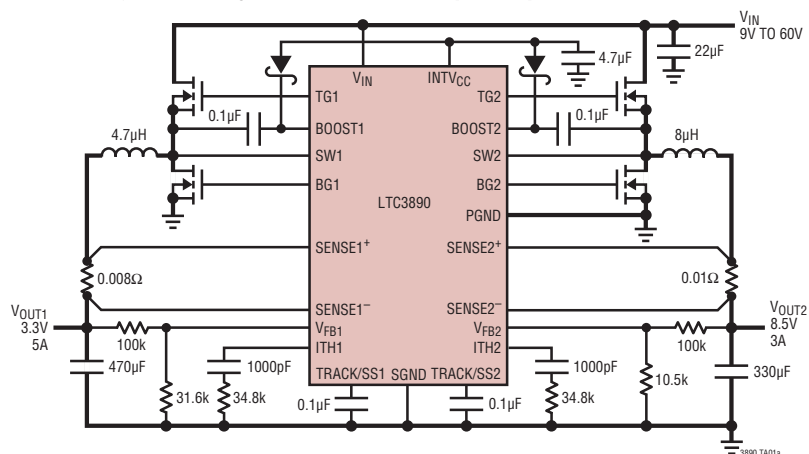 VIN
9V TO 60V
22µF
4.7µF
VIN
INTVCC
TG1
TG2
0.1µF
0.1µF
BOOST1
BOOST2
4.7µH
8µH
SW1
SW2
BG1
BG2
LTC3890
PGND
SENSE1+
SENSE2+
0.008Ω
0.01Ω
SENSE1–
SENSE2–
VOUT1
3.3V
5A
VOUT2
8.5V
3A
VFB1
VFB2
100k
100k
ITH1
ITH2
470µF
1000pF
1000pF
330µF
TRACK/SS1
SGND
TRACK/SS2
31.6k
34.8k
0.1µF
0.1µF
34.8k
10.5k
3890 TA01a